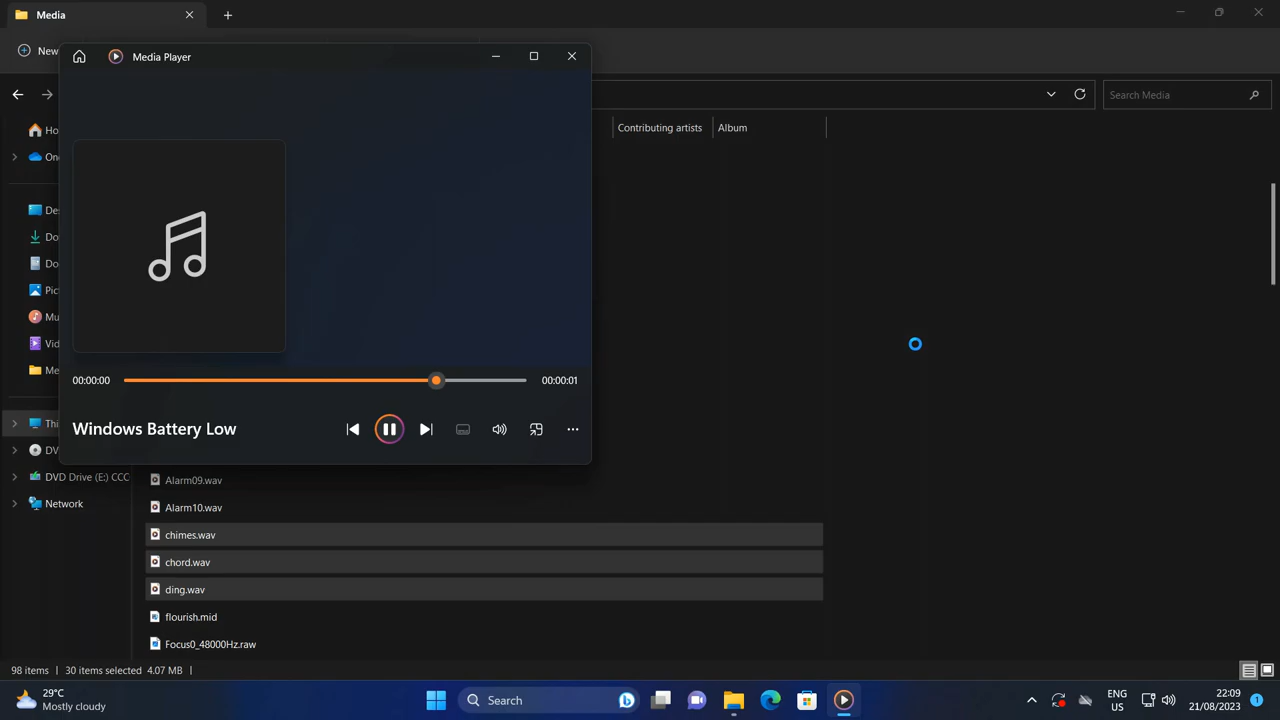 Media
New
Media Player
Search Media
Ho
One
Contributing artists
Album
Des
Do
Do
Pic
Mu
Vid
Me
00:00:00
00:00:01
Windows Battery Low
Thi
DV
DVD Drive (E:) CCC
Network
Alarm09.wav
Alarm10.wav
chimes.wav
chord.wav
ding.wav
flourish.mid
Focus0_48000Hz.raw
98 items
30 items selected 4.07 MB
29°C
Mostly cloudy
Search
ENG
US
22:09
21/08/2023
1